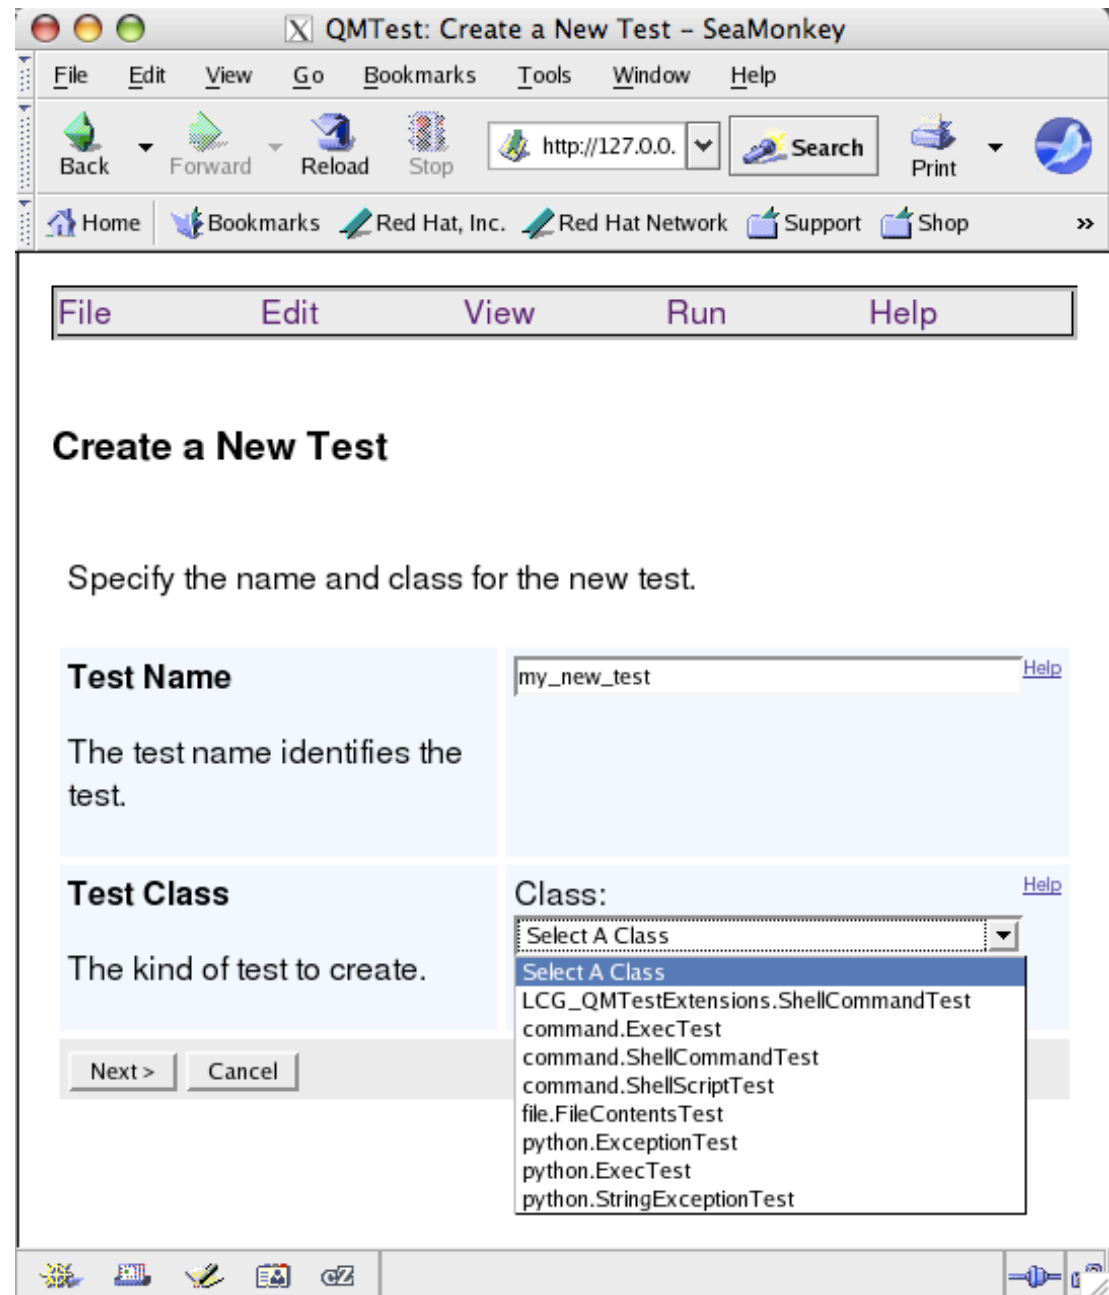 QMTest: Create a New Test – SeaMonkey
File Edit View Go Bookmarks Tools Window Help
Back Forward Reload Stop http://127.0.0. Search Print
Home Bookmarks Red Hat, Inc. Red Hat Network Support Shop »
File Edit View Run Help
Create a New Test
Specify the name and class for the new test.
Test Name
my_new_test Help
The test name identifies the
test.
Test Class
Class: Help
Select A Class
The kind of test to create.
Select A Class
LCG_QMTestExtensions.ShellCommandTest
command.ExecTest
command.ShellCommandTest
command.ShellScriptTest
file.FileContentsTest
python.ExceptionTest
python.ExecTest
python.StringExceptionTest
Next > Cancel